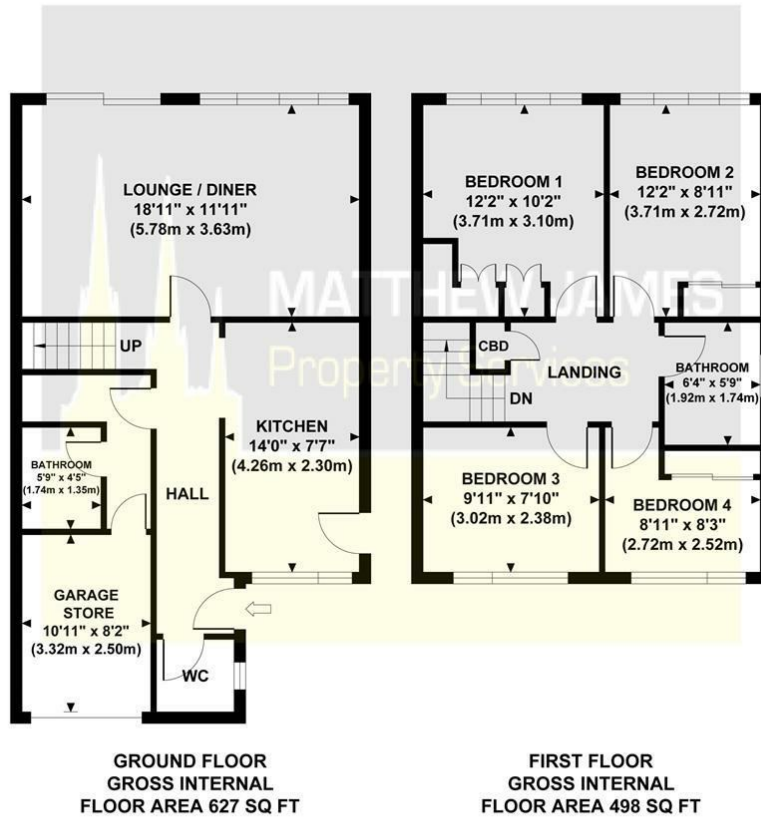 LOUNGE / DINER
18'11" x 11'11"
(5.78m x 3.63m)
UP
KITCHEN
14'0" x 7'7"
(4.26m x 2.30m)
BATHROOM
5'9" x 4'5"
(1.74m x 1.35m)
HALL
GARAGE
STORE
10'11" x 8'2"
(3.32m x 2.50m)
WC
GROUND FLOOR
GROSS INTERNAL
FLOOR AREA 627 SQ FT
BEDROOM 1
12'2" x 10'2"
(3.71m x 3.10m)
BEDROOM 2
12'2" x 8'11"
(3.71m x 2.72m)
MATTHEW JAMES
Property Services
CBD
LANDING
DN
BATHROOM
6'4" x 5'9"
(1.92m x 1.74m)
BEDROOM 3
9'11" x 7'10"
(3.02m x 2.38m)
BEDROOM 4
8'11" x 8'3"
(2.72m x 2.52m)
FIRST FLOOR
GROSS INTERNAL
FLOOR AREA 498 SQ FT